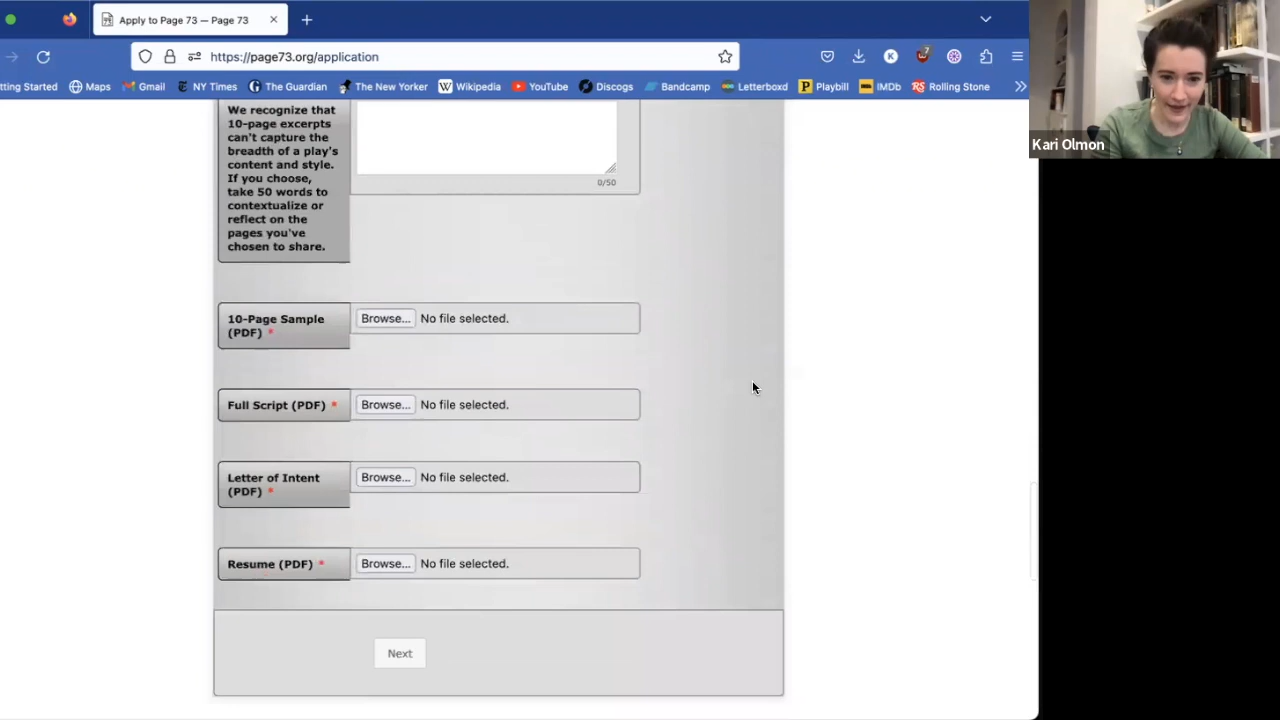 Apply to Page 73 — Page 73
https://page73.org/application
7
tting Started Maps Gmail NY Times The Guardian The New Yorker Wikipedia YouTube Discogs Bandcamp Letterboxd Playbill IMDb Rolling Stone
Kari Olmon
We recognize that
10-page excerpts
can't capture the
breadth of a play's
content and style.
If you choose,
take 50 words to
contextualize or
reflect on the
pages you've
chosen to share.
0/50
10-Page Sample
(PDF) *
Browse... No file selected.
Full Script (PDF) *
Browse... No file selected.
Letter of Intent
(PDF) *
Browse... No file selected.
Resume (PDF) *
Browse... No file selected.
Next